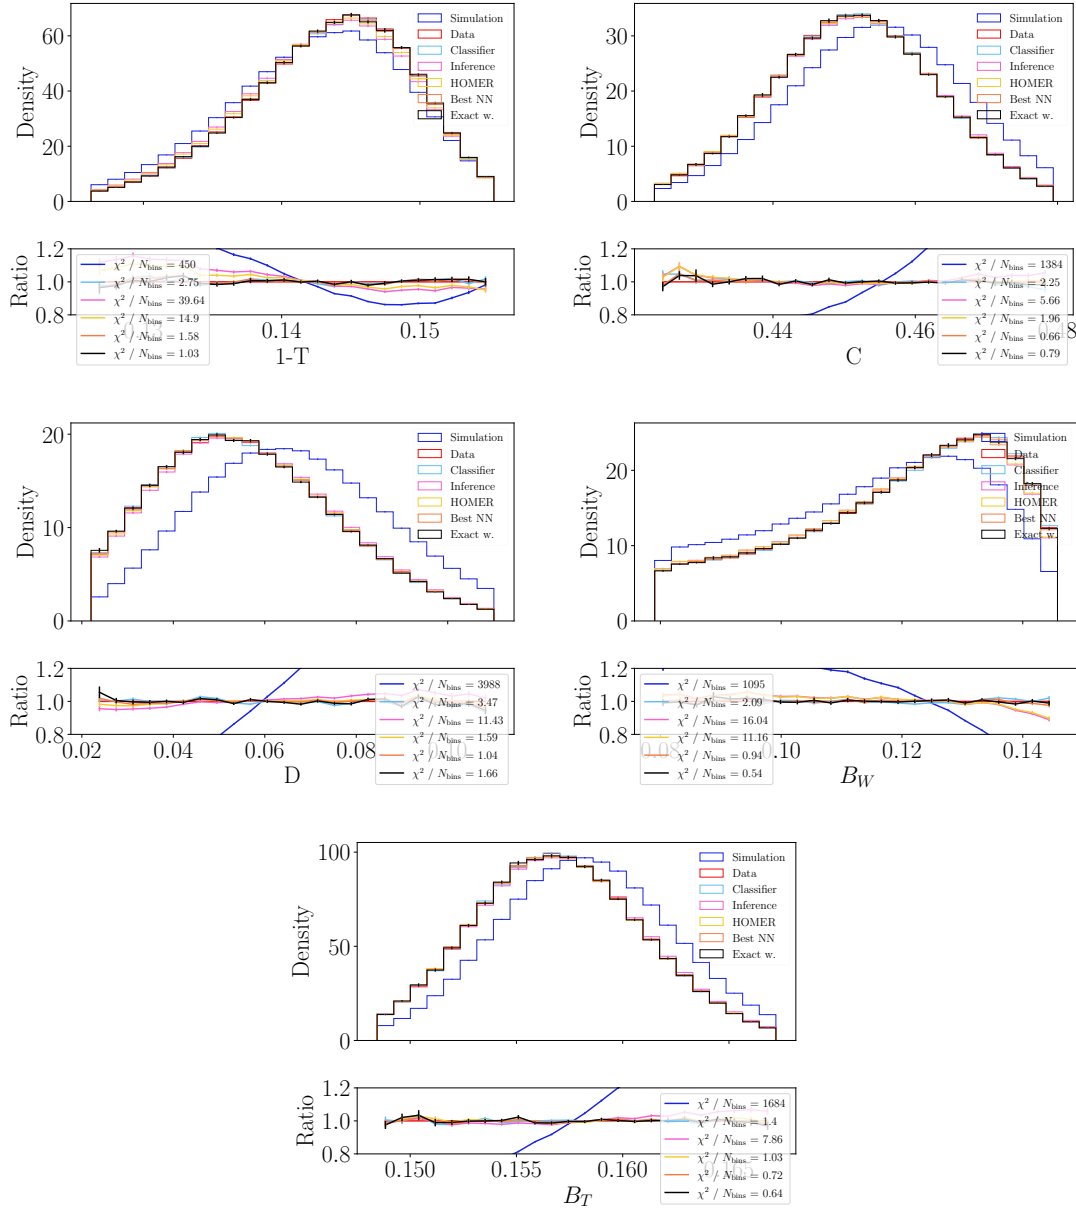 60
40
20
0
Density
Simulation
Data
Classifier
Inference
HOMER
Best NN
Exact w.
1.2
1.0
0.8
Ratio
χ² / N_bins = 450
χ² / N_bins = 2.75
χ² / N_bins = 39.64
χ² / N_bins = 14.9
χ² / N_bins = 1.58
χ² / N_bins = 1.03
0.13 0.14 0.15
1-T
30
20
10
0
Density
Simulation
Data
Classifier
Inference
HOMER
Best NN
Exact w.
1.2
1.0
0.8
Ratio
χ² / N_bins = 1384
χ² / N_bins = 2.25
χ² / N_bins = 5.66
χ² / N_bins = 1.96
χ² / N_bins = 0.66
χ² / N_bins = 0.79
0.44 0.46 0.48
C
20
10
0
Density
Simulation
Data
Classifier
Inference
HOMER
Best NN
Exact w.
1.2
1.0
0.8
Ratio
χ² / N_bins = 3988
χ² / N_bins = 3.47
χ² / N_bins = 11.43
χ² / N_bins = 1.59
χ² / N_bins = 1.04
χ² / N_bins = 1.66
0.02 0.04 0.06 0.08 0.10
D
20
10
0
Density
Simulation
Data
Classifier
Inference
HOMER
Best NN
Exact w.
1.2
1.0
0.8
Ratio
χ² / N_bins = 1095
χ² / N_bins = 2.09
χ² / N_bins = 16.04
χ² / N_bins = 11.16
χ² / N_bins = 0.94
χ² / N_bins = 0.54
0.08 0.10 0.12 0.14
B_W
100
50
0
Density
Simulation
Data
Classifier
Inference
HOMER
Best NN
Exact w.
1.2
1.0
0.8
Ratio
χ² / N_bins = 1684
χ² / N_bins = 1.4
χ² / N_bins = 7.86
χ² / N_bins = 1.03
χ² / N_bins = 0.72
χ² / N_bins = 0.64
0.150 0.155 0.160 0.165
B_T